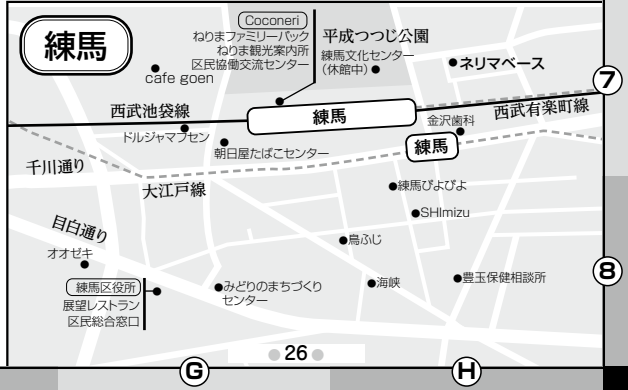 練馬
Coconeri
ねりまファミリーパック
ねりま観光案内所
区民協働交流センター
平成つつじ公園
練馬文化センター
(休館中)
ネリマベース
cafe goen
7
西武池袋線
練馬
西武有楽町線
金沢歯科
ドルジャマフセン
朝日屋たばこセンター
練馬
千川通り
大江戸線
練馬ぴよぴよ
SHImizu
目白通り
オオゼキ
鳥ふじ
8
練馬区役所
展望レストラン
区民総合窓口
みどりのまちづくり
センター
海峡
豊玉保健相談所
26
G
H